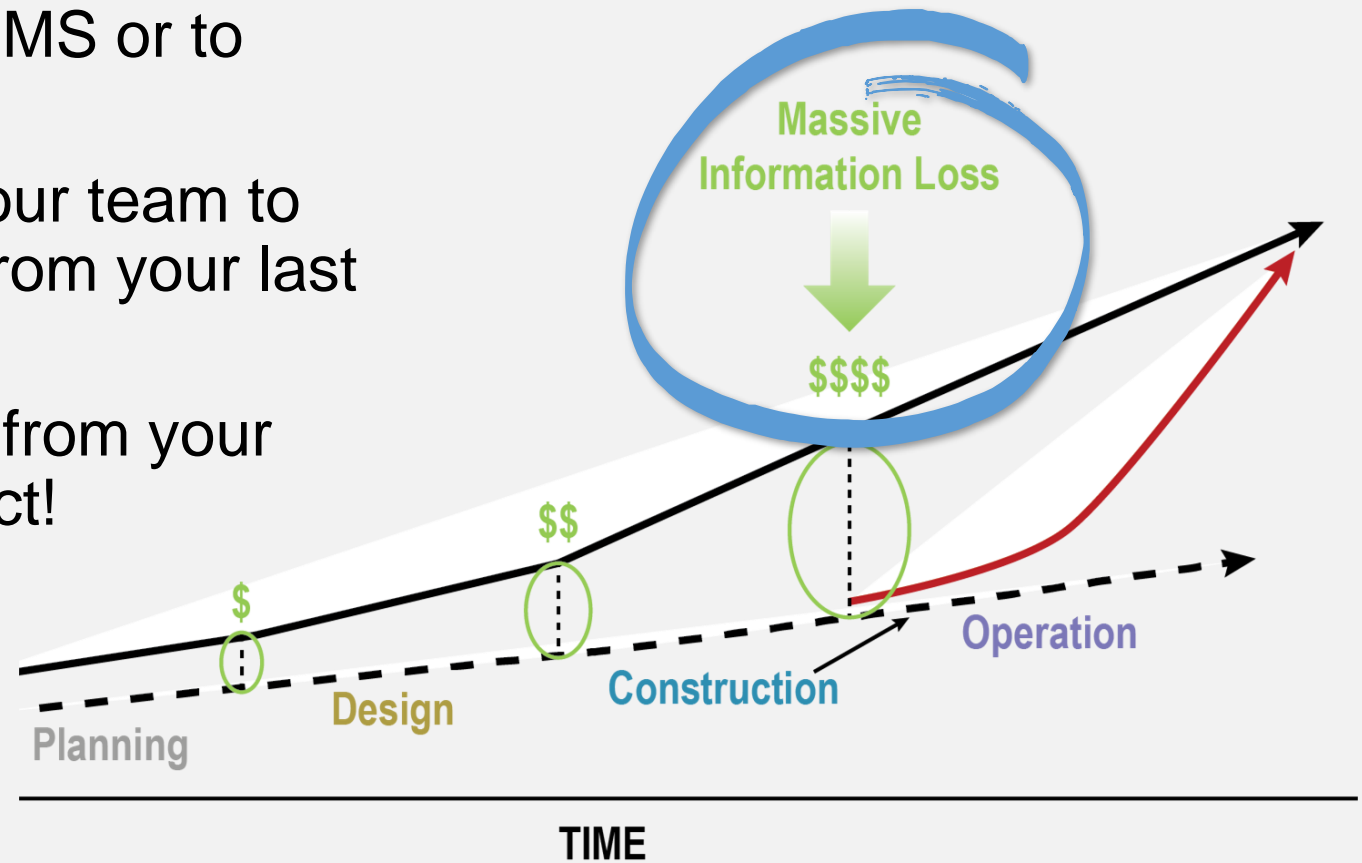 MS or to
our team to
rom your last
from your
ct!
Massive
Information Loss
$$$$
$$
$
Operation
Construction
Design
Planning
TIME